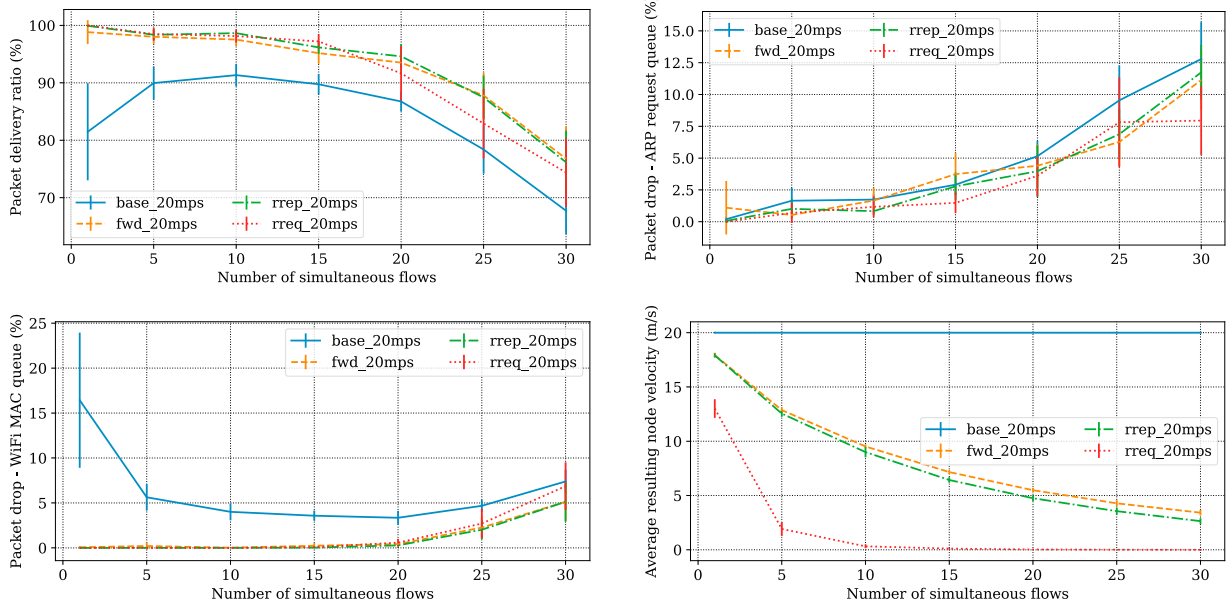 Packet delivery ratio (%)
100
90
80
70
base_20mps
fwd_20mps
rrep_20mps
rreq_20mps
0 5 10 15 20 25 30
Number of simultaneous flows
Packet drop - ARP request queue (%
15.0
12.5
10.0
7.5
5.0
2.5
0.0
base_20mps
fwd_20mps
rrep_20mps
rreq_20mps
0 5 10 15 20 25 30
Number of simultaneous flows
Packet drop - WiFi MAC queue (%)
25
20
15
10
5
0
base_20mps
fwd_20mps
rrep_20mps
rreq_20mps
0 5 10 15 20 25 30
Number of simultaneous flows
Average resulting node velocity (m/s)
20
15
10
5
0
base_20mps
fwd_20mps
rrep_20mps
rreq_20mps
0 5 10 15 20 25 30
Number of simultaneous flows